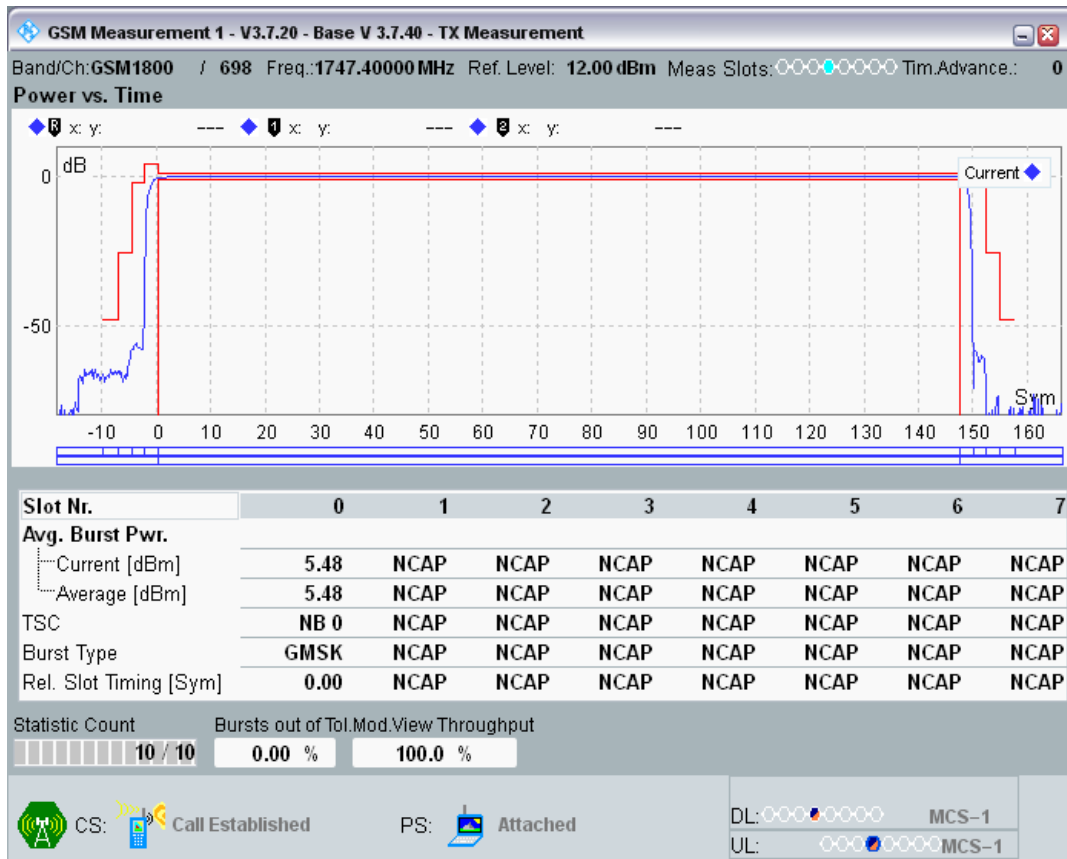 GSM Measurement 1 - V3.7.20 - Base V 3.7.40 - TX Measurement
Band/Ch:GSM1800 / 698 Freq.:1747.40000 MHz Ref. Level: 12.00 dBm Meas Slots: Tim.Advance.: 0
Power vs. Time
R x: y: --- 1 x: y: --- 2 x: y: ---
dB
Current
0
-50
Sym
-10 0 10 20 30 40 50 60 70 80 90 100 110 120 130 140 150 160
Slot Nr. 0 1 2 3 4 5 6 7
Avg. Burst Pwr.
Current [dBm] 5.48 NCAP NCAP NCAP NCAP NCAP NCAP NCAP
Average [dBm] 5.48 NCAP NCAP NCAP NCAP NCAP NCAP NCAP
TSC NB 0 NCAP NCAP NCAP NCAP NCAP NCAP NCAP
Burst Type GMSK NCAP NCAP NCAP NCAP NCAP NCAP NCAP
Rel. Slot Timing [Sym] 0.00 NCAP NCAP NCAP NCAP NCAP NCAP NCAP
Statistic Count Bursts out of Tol.Mod.View Throughput
10 / 10 0.00 % 100.0 %
CS: Call Established PS: Attached DL: MCS-1
UL: MCS-1